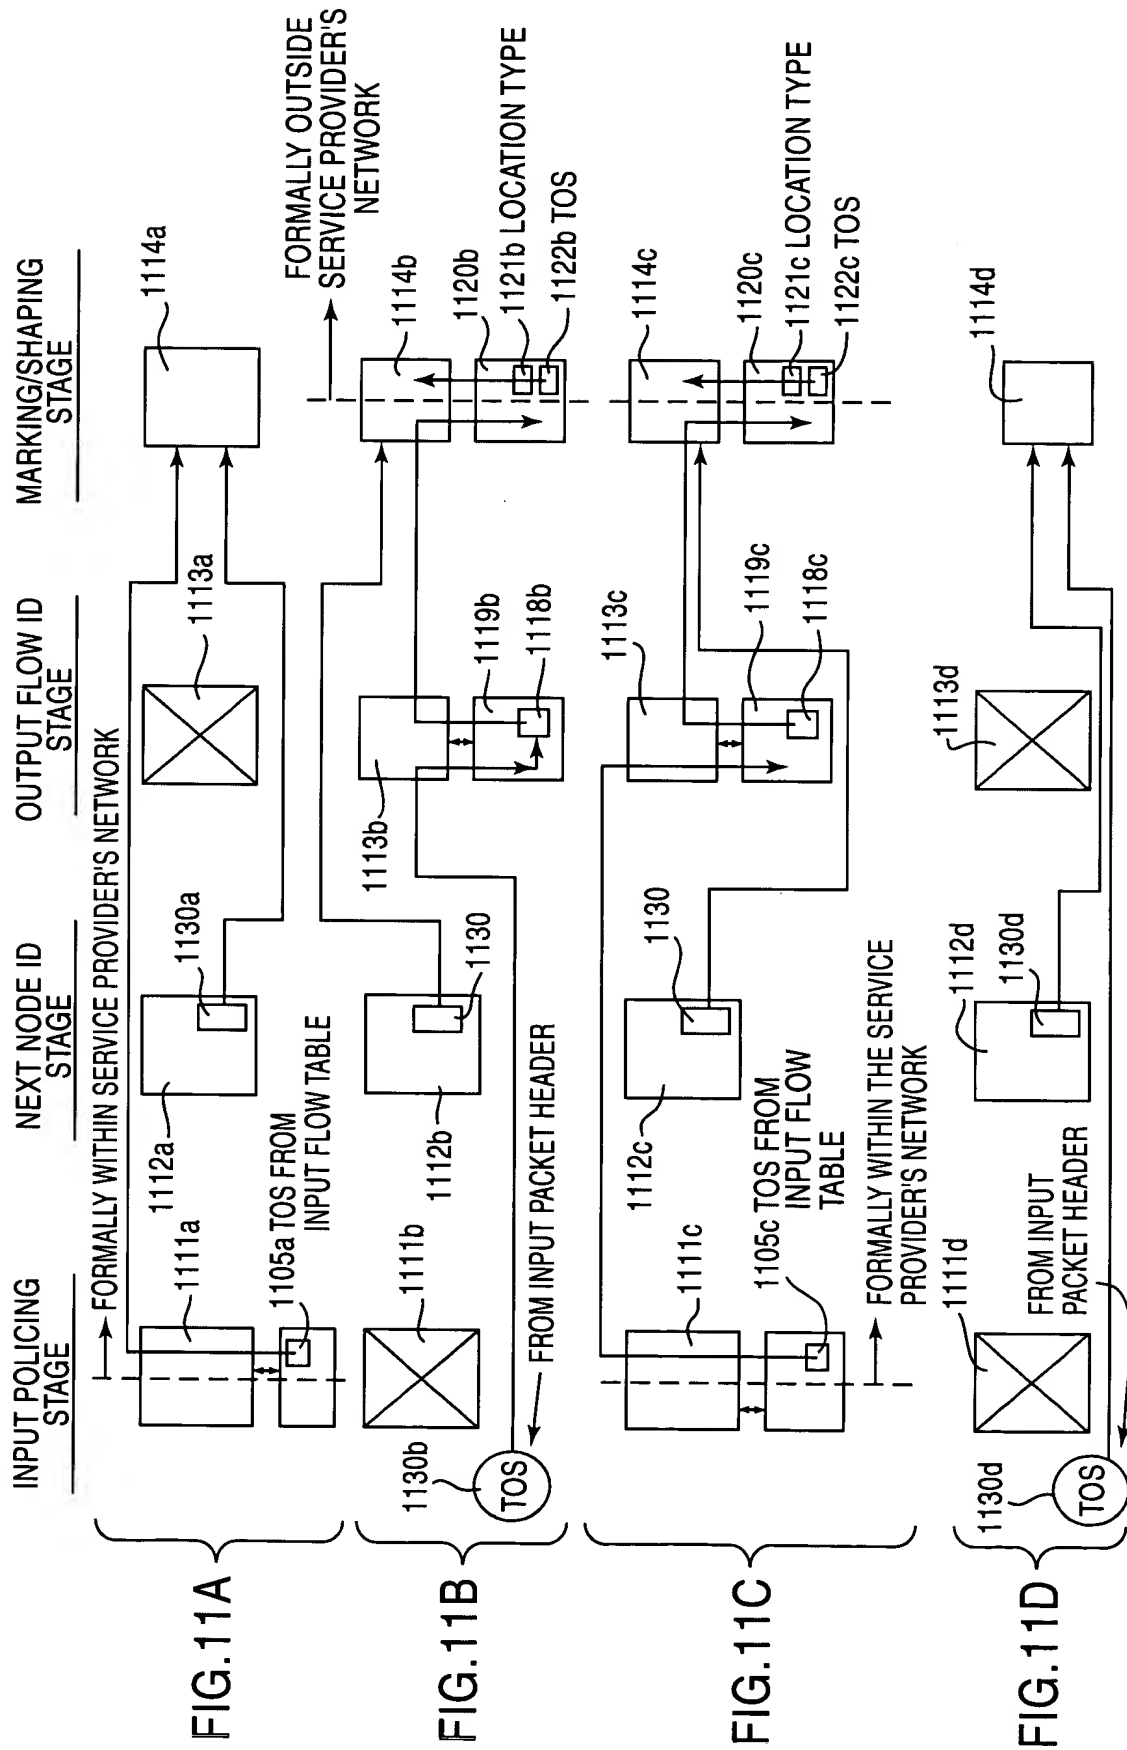 INPUT POLICING
STAGE
NEXT NODE ID
STAGE
OUTPUT FLOW ID
STAGE
MARKING/SHAPING
STAGE
FIG.11A
FORMALLY WITHIN SERVICE PROVIDER'S NETWORK
1111a
1105a TOS FROM
INPUT FLOW TABLE
1112a
1130a
1113a
1114a
FIG.11B
1130b
TOS
FROM INPUT PACKET HEADER
1111b
1112b
1130
1113b
1119b
1118b
FORMALLY OUTSIDE
SERVICE PROVIDER'S
NETWORK
1114b
1120b
1121b LOCATION TYPE
1122b TOS
FIG.11C
1111c
1105c TOS FROM
INPUT FLOW
TABLE
FORMALLY WITHIN THE SERVICE
PROVIDER'S NETWORK
1112c
1130
1113c
1119c
1118c
1114c
1120c
1121c LOCATION TYPE
1122c TOS
FIG.11D
1130d
TOS
1111d
FROM INPUT
PACKET HEADER
1112d
1130d
1113d
1114d